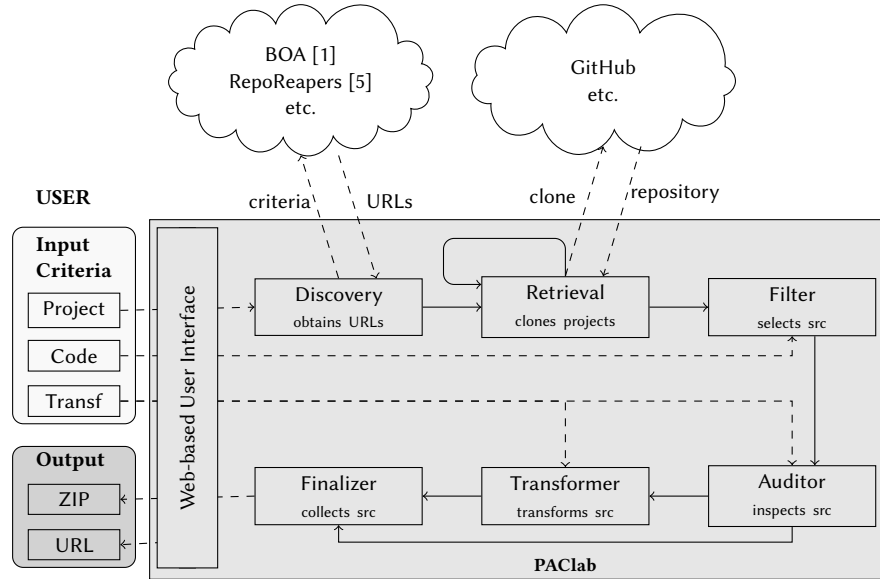 BOA [1]
RepoReapers [5]
etc.
GitHub
etc.
criteria
URLs
clone
repository
USER
Input
Criteria
Project
Code
Transf
Output
ZIP
URL
Web-based User Interface
Discovery
obtains URLs
Retrieval
clones projects
Filter
selects src
Finalizer
collects src
Transformer
transforms src
Auditor
inspects src
PAClab